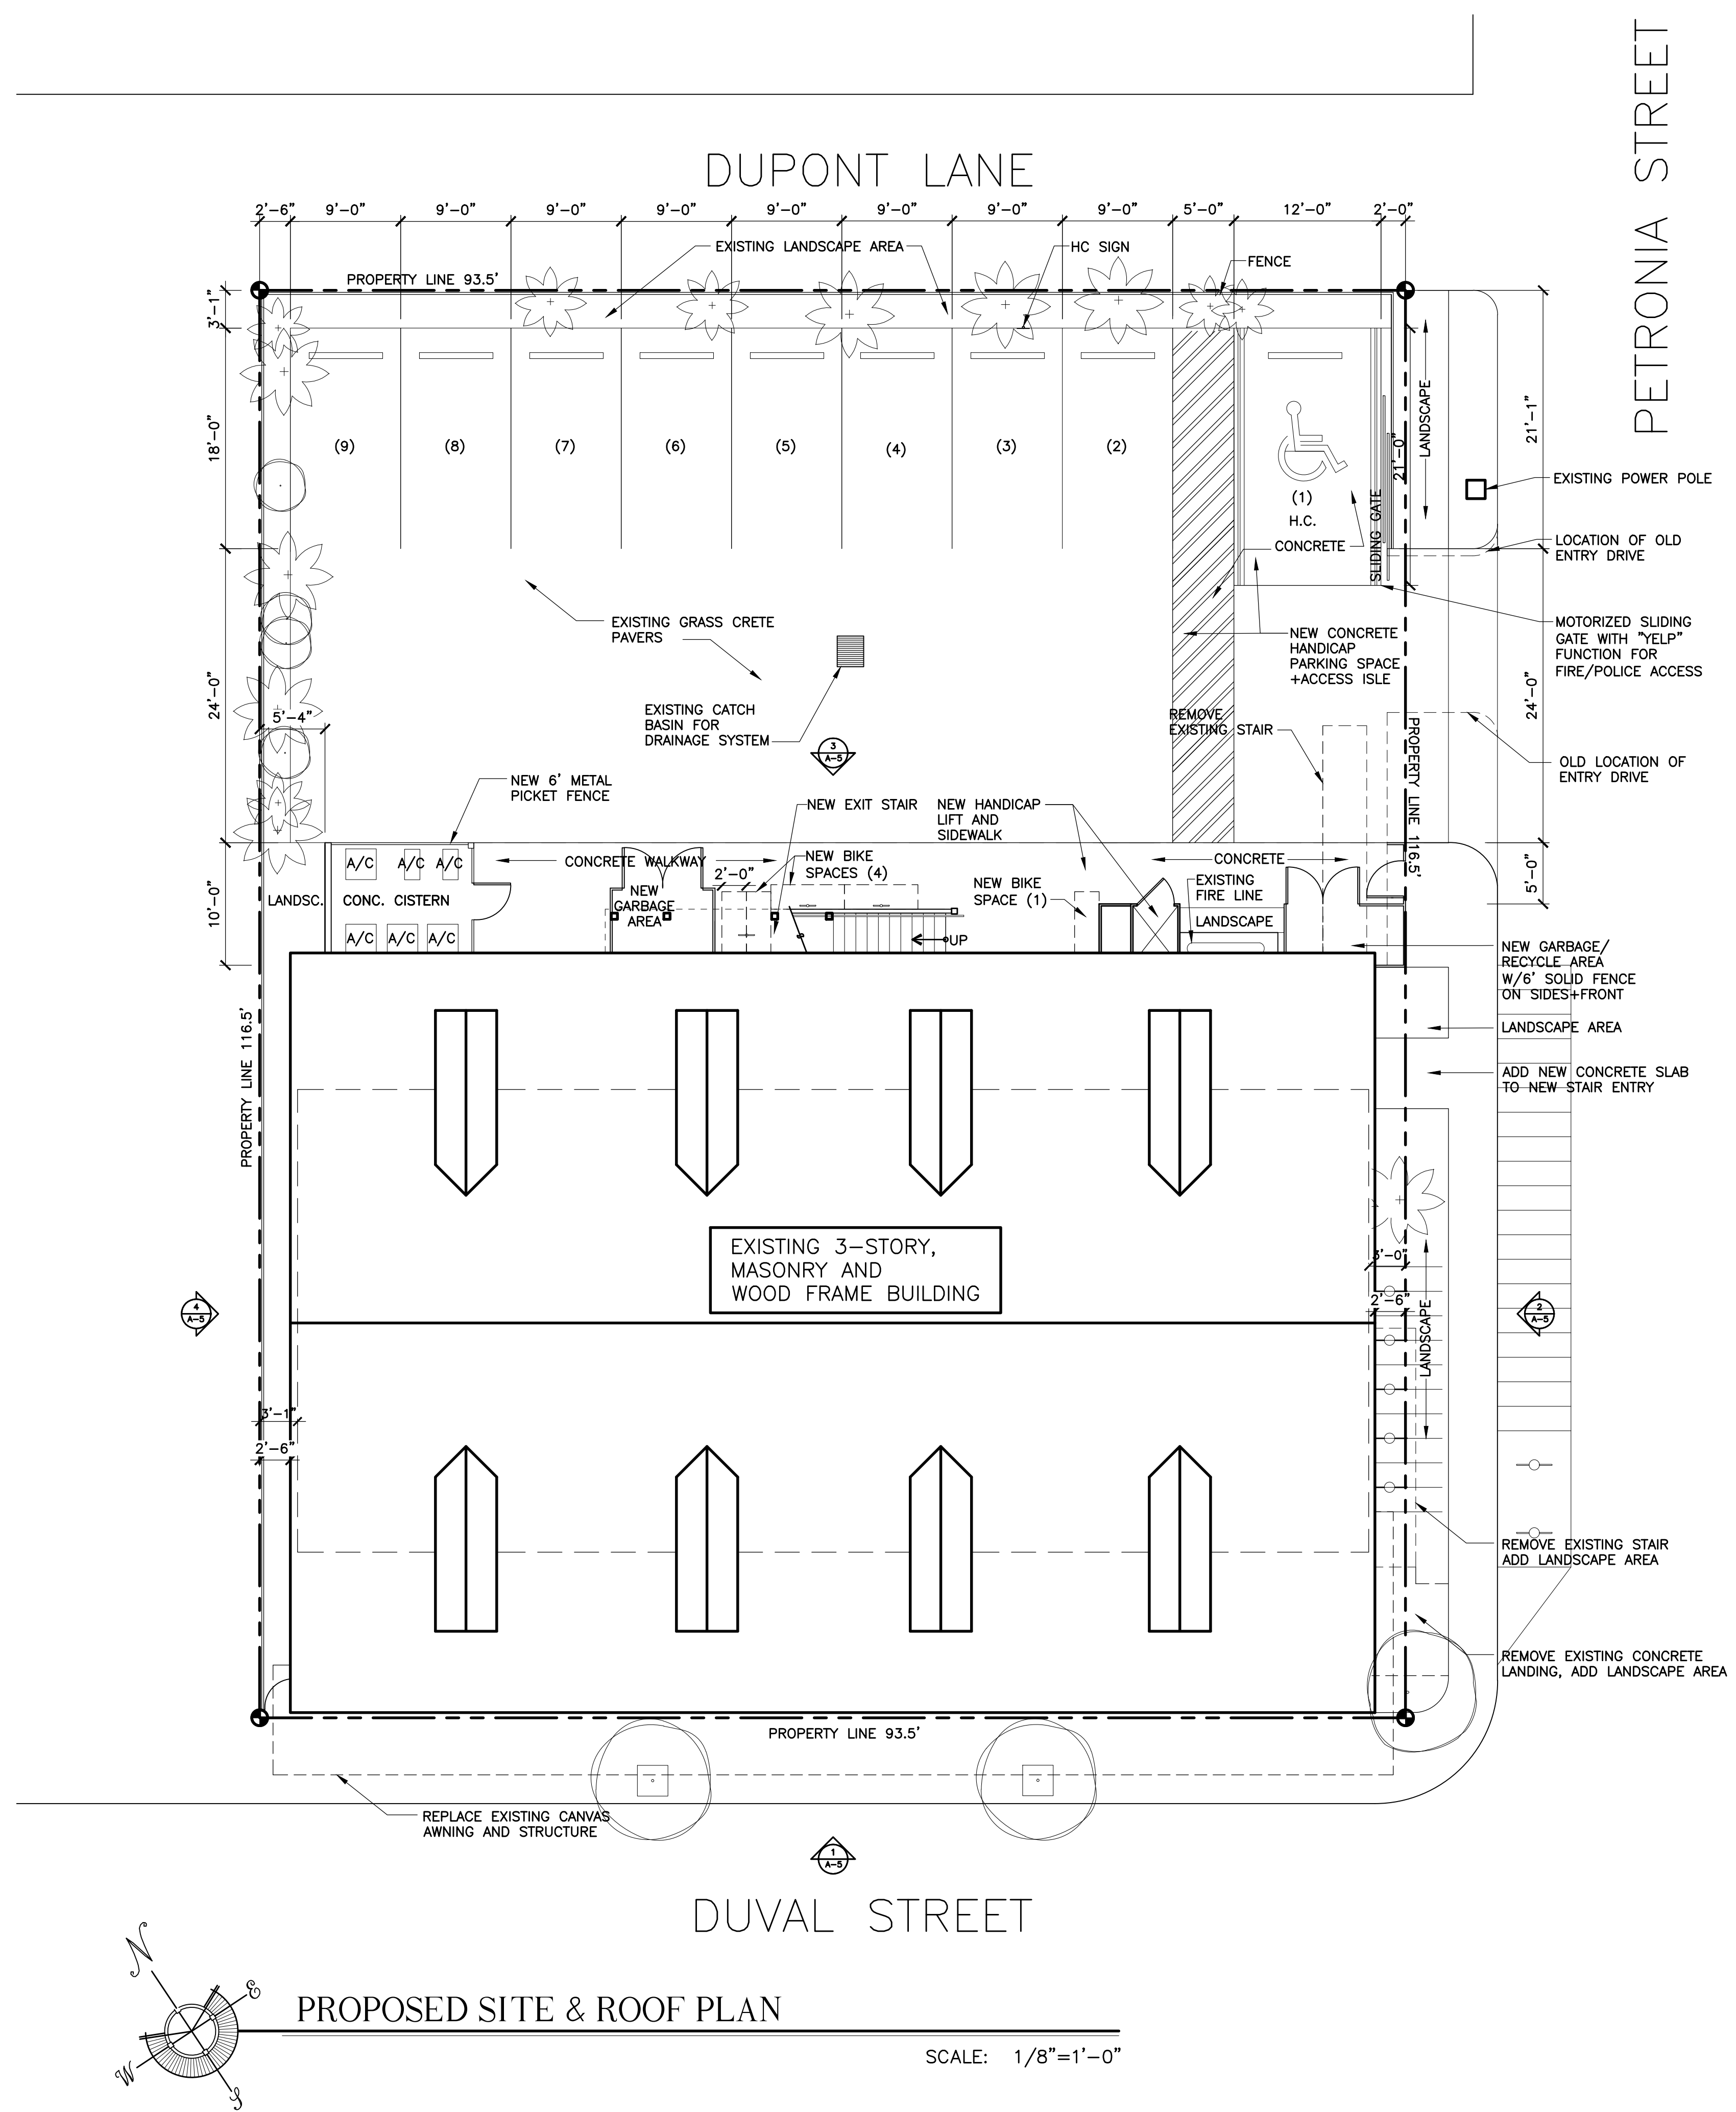 PETRONIA STREET
DUPONT LANE
2'-6"
9'-0"
9'-0"
9'-0"
9'-0"
9'-0"
9'-0"
9'-0"
9'-0"
5'-0"
12'-0"
2'-0"
EXISTING LANDSCAPE AREA
HC SIGN
FENCE
PROPERTY LINE 93.5'
3'-1"
18'-0"
(9)
(8)
(7)
(6)
(5)
(4)
(3)
(2)
(1)
H.C.
21'-0"
LANDSCAPE
21'-1"
SLIDING GATE
CONCRETE
EXISTING POWER POLE
LOCATION OF OLD
ENTRY DRIVE
EXISTING GRASS CRETE
PAVERS
NEW CONCRETE
HANDICAP
PARKING SPACE
+ACCESS ISLE
MOTORIZED SLIDING
GATE WITH "YELP"
FUNCTION FOR
FIRE/POLICE ACCESS
24'-0"
5'-4"
EXISTING CATCH
BASIN FOR
DRAINAGE SYSTEM
3
A-5
REMOVE
EXISTING STAIR
24'-0"
PROPERTY LINE 116.5'
OLD LOCATION OF
ENTRY DRIVE
NEW 6' METAL
PICKET FENCE
NEW EXIT STAIR
NEW HANDICAP
LIFT AND
SIDEWALK
A/C
A/C
A/C
CONCRETE WALKWAY
NEW BIKE
SPACES (4)
2'-0"
CONCRETE
10'-0"
LANDSC.
CONC. CISTERN
NEW
GARBAGE
AREA
NEW BIKE
SPACE (1)
EXISTING
FIRE LINE
LANDSCAPE
5'-0"
A/C
A/C
A/C
UP
NEW GARBAGE/
RECYCLE AREA
W/6' SOLID FENCE
ON SIDES+FRONT
LANDSCAPE AREA
PROPERTY LINE 116.5'
ADD NEW CONCRETE SLAB
TO NEW STAIR ENTRY
EXISTING 3-STORY,
MASONRY AND
WOOD FRAME BUILDING
3'-0"
2'-6"
LANDSCAPE
4
A-5
2
A-5
3'-1"
2'-6"
REMOVE EXISTING STAIR
ADD LANDSCAPE AREA
REMOVE EXISTING CONCRETE
LANDING, ADD LANDSCAPE AREA
PROPERTY LINE 93.5'
REPLACE EXISTING CANVAS
AWNING AND STRUCTURE
1
A-5
DUVAL STREET
N
E
W
S
PROPOSED SITE & ROOF PLAN
SCALE: 1/8"=1'-0"